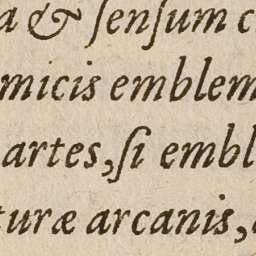 a & ſenſum c
micis emblem
artes, ſi embl
turæ arcanis,